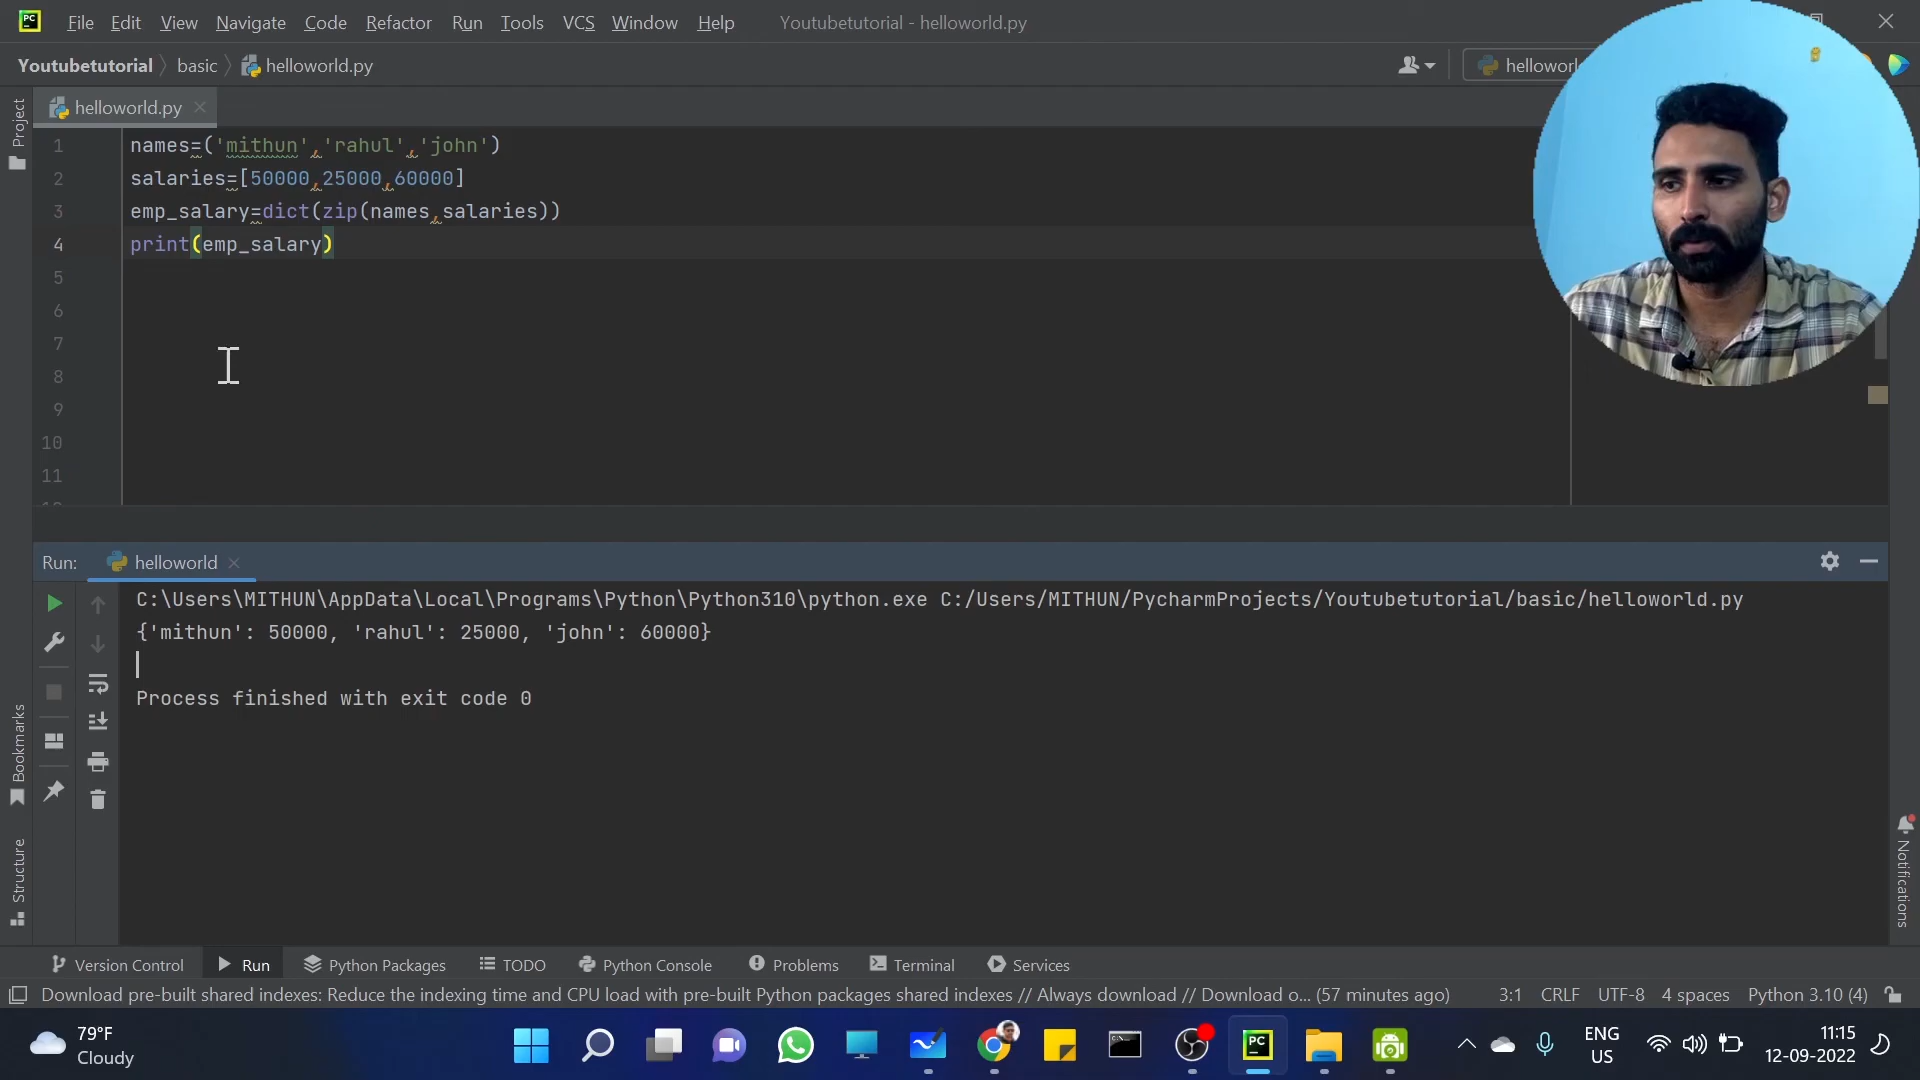 PC File Edit View Navigate Code Refactor Run Tools VCS Window Help Youtubetutorial - helloworld.py
Youtubetutorial basic helloworld.py
helloworld.py
Project
1 names=('mithun','rahul','john')
2 salaries=[50000,25000,60000]
3 emp_salary=dict(zip(names,salaries))
4 print(emp_salary)
5
6
7
8
9
10
11
Run: helloworld
C:\Users\MITHUN\AppData\Local\Programs\Python\Python310\python.exe C:/Users/MITHUN/PycharmProjects/Youtubetutorial/basic/helloworld.py
{'mithun': 50000, 'rahul': 25000, 'john': 60000}
Process finished with exit code 0
Bookmarks
Structure
Notifications
Version Control Run Python Packages TODO Python Console Problems Terminal Services
Download pre-built shared indexes: Reduce the indexing time and CPU load with pre-built Python packages shared indexes // Always download // Download o... (57 minutes ago) 3:1 CRLF UTF-8 4 spaces Python 3.10 (4)
79°F
Cloudy
PC
ENG
US
11:15
12-09-2022